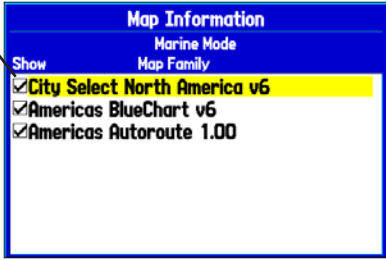 Map Information
Marine Mode
Show Map Family
City Select North America v6
Americas BlueChart v6
Americas Autoroute 1.00